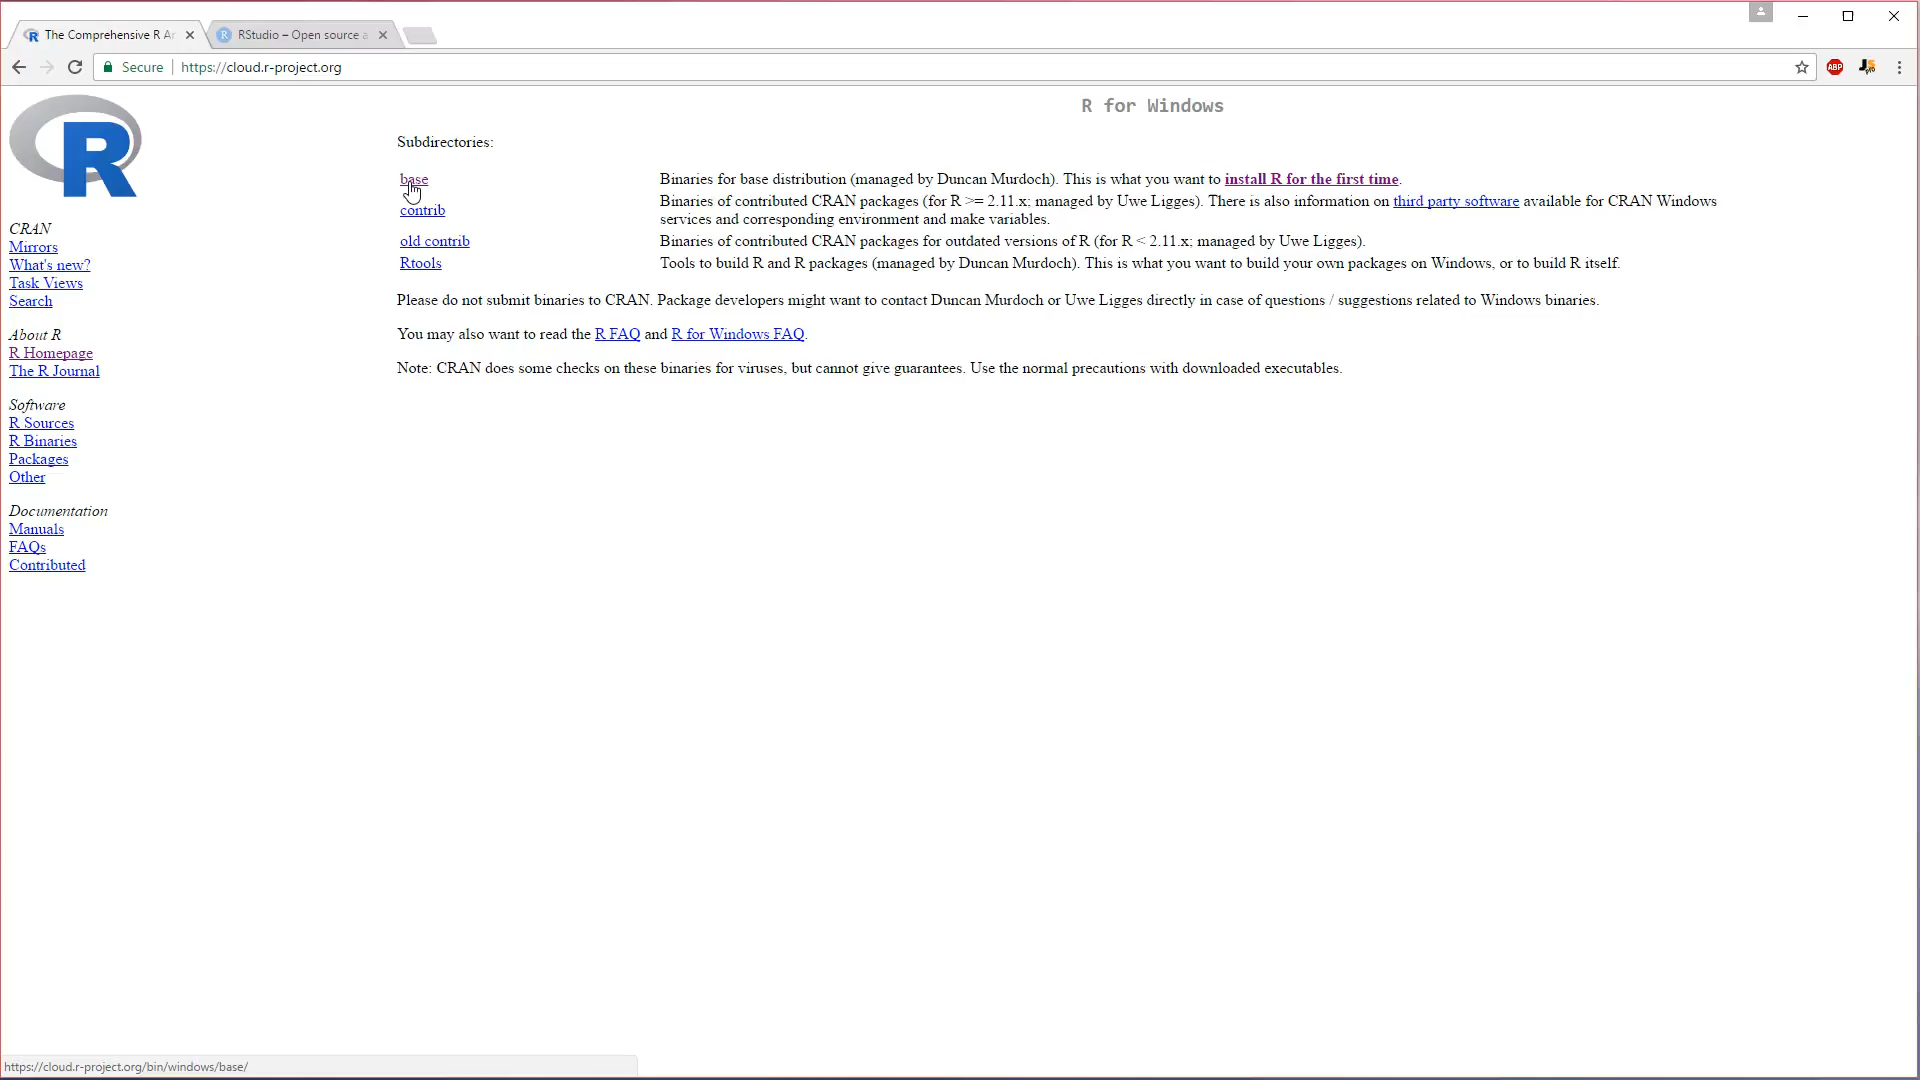 The Comprehensive R Ar
RStudio – Open source a
Secure
https://cloud.r-project.org
ABP
R
R for Windows
Subdirectories:
base
Binaries for base distribution (managed by Duncan Murdoch). This is what you want to install R for the first time.
contrib
Binaries of contributed CRAN packages (for R >= 2.11.x; managed by Uwe Ligges). There is also information on third party software available for CRAN Windows
services and corresponding environment and make variables.
old contrib
Binaries of contributed CRAN packages for outdated versions of R (for R < 2.11.x; managed by Uwe Ligges).
Rtools
Tools to build R and R packages (managed by Duncan Murdoch). This is what you want to build your own packages on Windows, or to build R itself.
Please do not submit binaries to CRAN. Package developers might want to contact Duncan Murdoch or Uwe Ligges directly in case of questions / suggestions related to Windows binaries.
You may also want to read the R FAQ and R for Windows FAQ.
Note: CRAN does some checks on these binaries for viruses, but cannot give guarantees. Use the normal precautions with downloaded executables.
CRAN
Mirrors
What's new?
Task Views
Search
About R
R Homepage
The R Journal
Software
R Sources
R Binaries
Packages
Other
Documentation
Manuals
FAQs
Contributed
https://cloud.r-project.org/bin/windows/base/